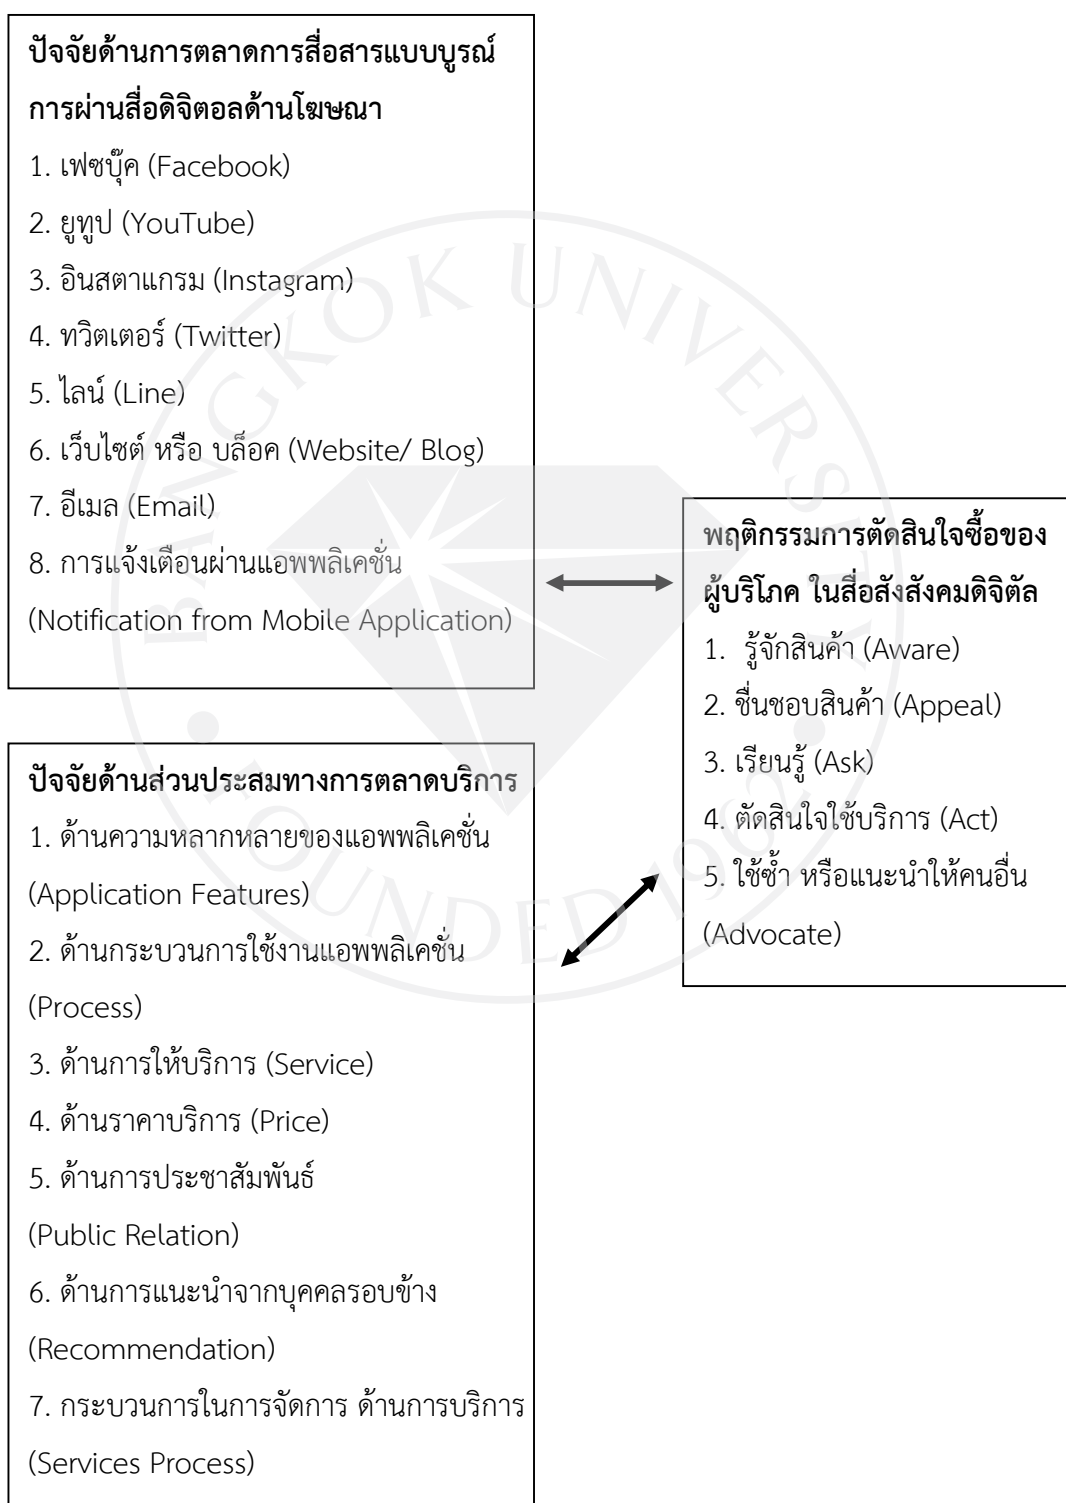 ปัจจัยด้านการตลาดการสื่อสารแบบบูรณ์
การผ่านสื่อดิจิตอลด้านโฆษณา
1. เฟซบุ๊ค (Facebook)
2. ยูทูป (YouTube)
3. อินสตาแกรม (Instagram)
4. ทวิตเตอร์ (Twitter)
5. ไลน์ (Line)
6. เว็บไซต์ หรือ บล็อค (Website/ Blog)
7. อีเมล (Email)
8. การแจ้งเตือนผ่านแอพพลิเคชั่น
(Notification from Mobile Application)
ปัจจัยด้านส่วนประสมทางการตลาดบริการ
1. ด้านความหลากหลายของแอพพลิเคชั่น
(Application Features)
2. ด้านกระบวนการใช้งานแอพพลิเคชั่น
(Process)
3. ด้านการให้บริการ (Service)
4. ด้านราคาบริการ (Price)
5. ด้านการประชาสัมพันธ์
(Public Relation)
6. ด้านการแนะนำจากบุคคลรอบข้าง
(Recommendation)
7. กระบวนการในการจัดการ ด้านการบริการ
(Services Process)
พฤติกรรมการตัดสินใจซื้อของ
ผู้บริโภค ในสื่อสังสังคมดิจิตัล
1. รู้จักสินค้า (Aware)
2. ชื่นชอบสินค้า (Appeal)
3. เรียนรู้ (Ask)
4. ตัดสินใจใช้บริการ (Act)
5. ใช้ซ้ำ หรือแนะนำให้คนอื่น
(Advocate)
BANGKOK UNIVERSITY
FOUNDED 1962